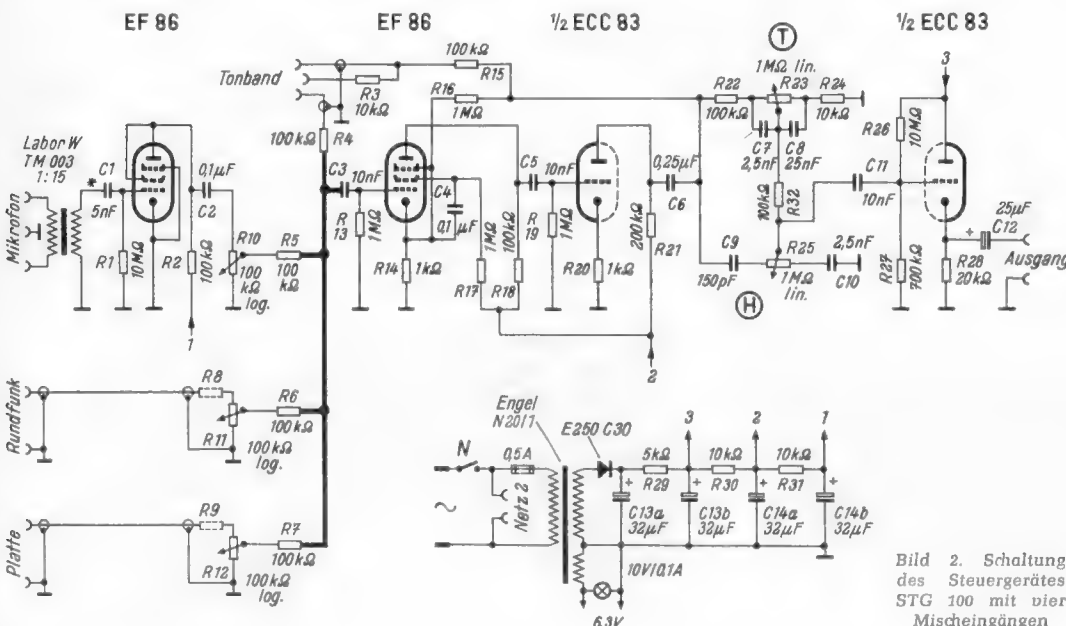 EF 86
EF 86
½ ECC 83
½ ECC 83
Tonband
100 kΩ
R15
R3
10kΩ
R16
1MΩ
100kΩ
R4
T
1MΩ lin.
R22
R23
R24
100kΩ
10kΩ
C7
2,5nF
C8
25nF
3
R26
10MΩ
Labor W
TM 003
1:15
*
C1
5nF
Mikrofon
R1
10MΩ
0,1µF
C2
R2
100kΩ
R10
100
kΩ
log.
R5
100
kΩ
1
C3
10nF
R
13
1MΩ
C4
0,1
µF
R14
1kΩ
1MΩ
R17
100kΩ
R18
C5
10nF
R
19
1MΩ
R20
1kΩ
0,25µF
C6
200kΩ
R21
2
100kΩ
R32
C11
10nF
C9
150pF
R25
1MΩ
lin.
2,5nF
C10
H
R27
700kΩ
25µF
+
C12
R28
20kΩ
Ausgang
Rundfunk
R8
R11
100kΩ
log.
R6
100kΩ
Platte
R9
R12
100kΩ
log.
R7
100kΩ
Engel
N20/1
E250 C30
N
0,5A
~
Netz 2
3
2
1
5kΩ
R29
10kΩ
R30
10kΩ
R31
+
C13a
32µF
+
C13b
32µF
+
C14a
32µF
+
C14b
32µF
10V/0,1A
6,3V
Bild 2. Schaltung
des Steuergerätes
STG 100 mit vier
Mischeingängen